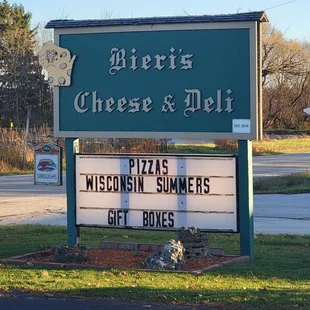 Bieri's
Cheese & Deli
PIZZAS
WISCONSIN SUMMERS
GIFT BOXES